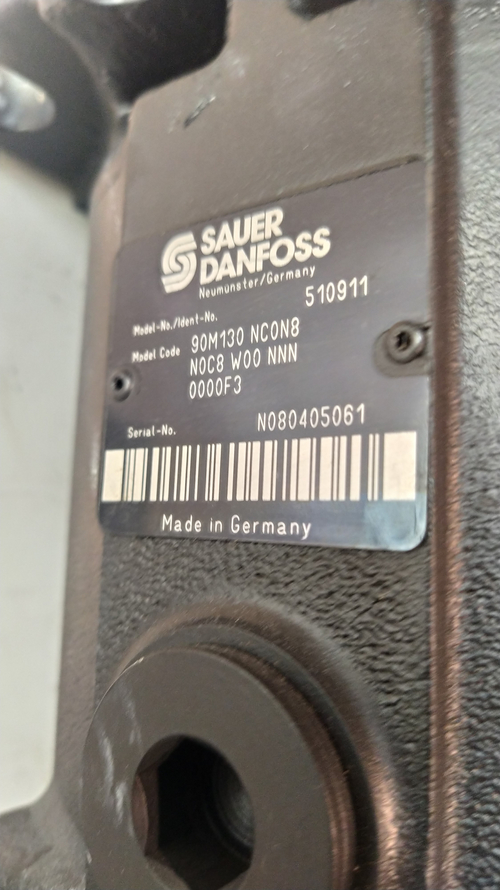 SAUER
DANFOSS
Neumünster/Germany
Model-No./Ident-No. 510911
Model Code 90M130 NC0N8
N0C8 W00 NNN
0000F3
Serial-No. N080405061
Made in Germany